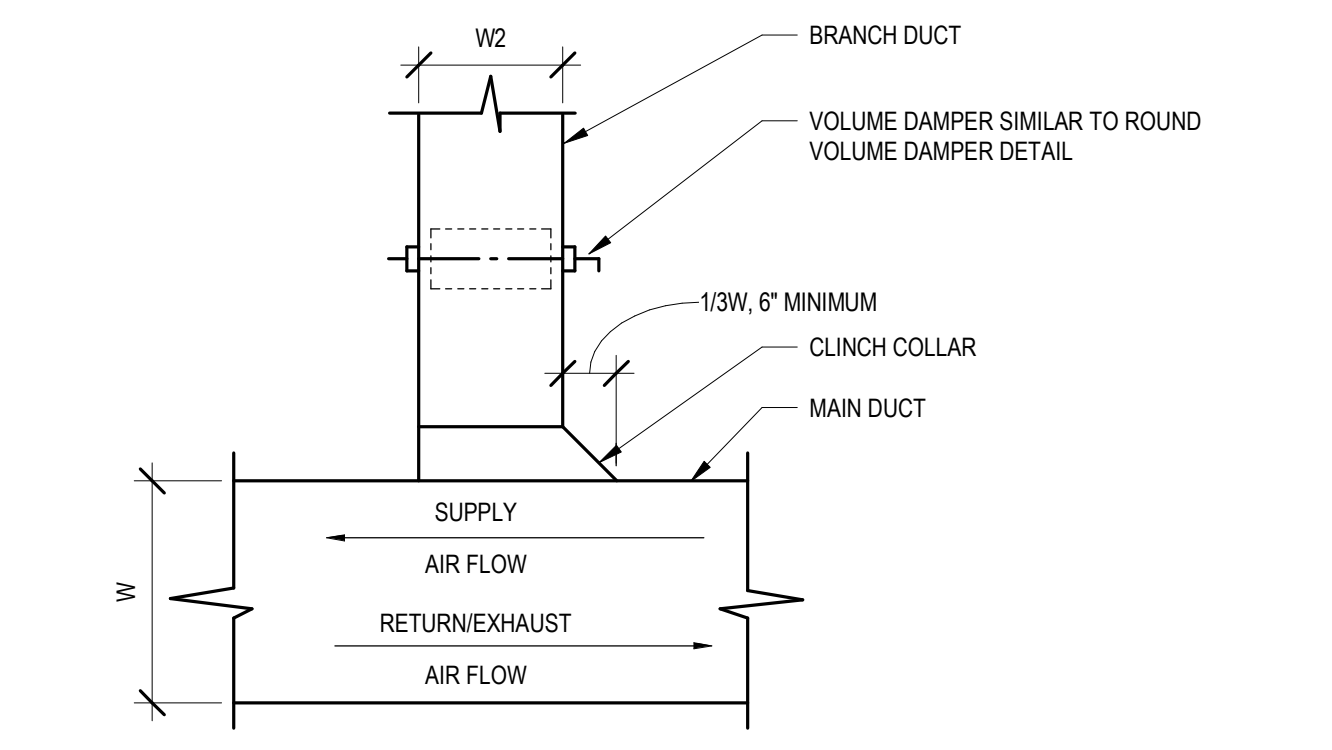 W2
BRANCH DUCT
VOLUME DAMPER SIMILAR TO ROUND
VOLUME DAMPER DETAIL
1/3W, 6" MINIMUM
CLINCH COLLAR
MAIN DUCT
SUPPLY
AIR FLOW
W
RETURN/EXHAUST
AIR FLOW